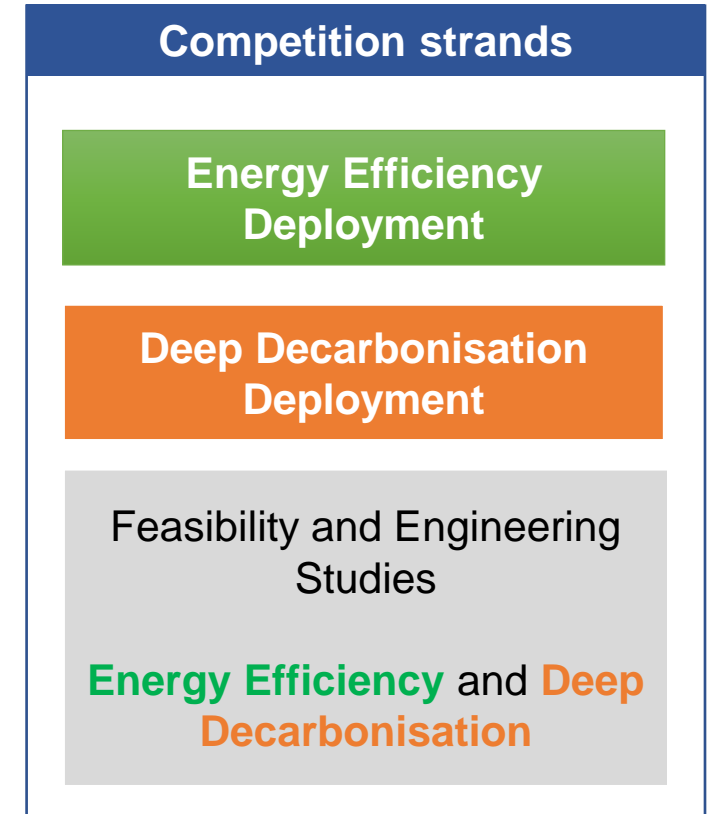 Competition strands
Energy Efficiency
Deployment
Deep Decarbonisation
Deployment
Feasibility and Engineering
Studies
Energy Efficiency and Deep
Decarbonisation